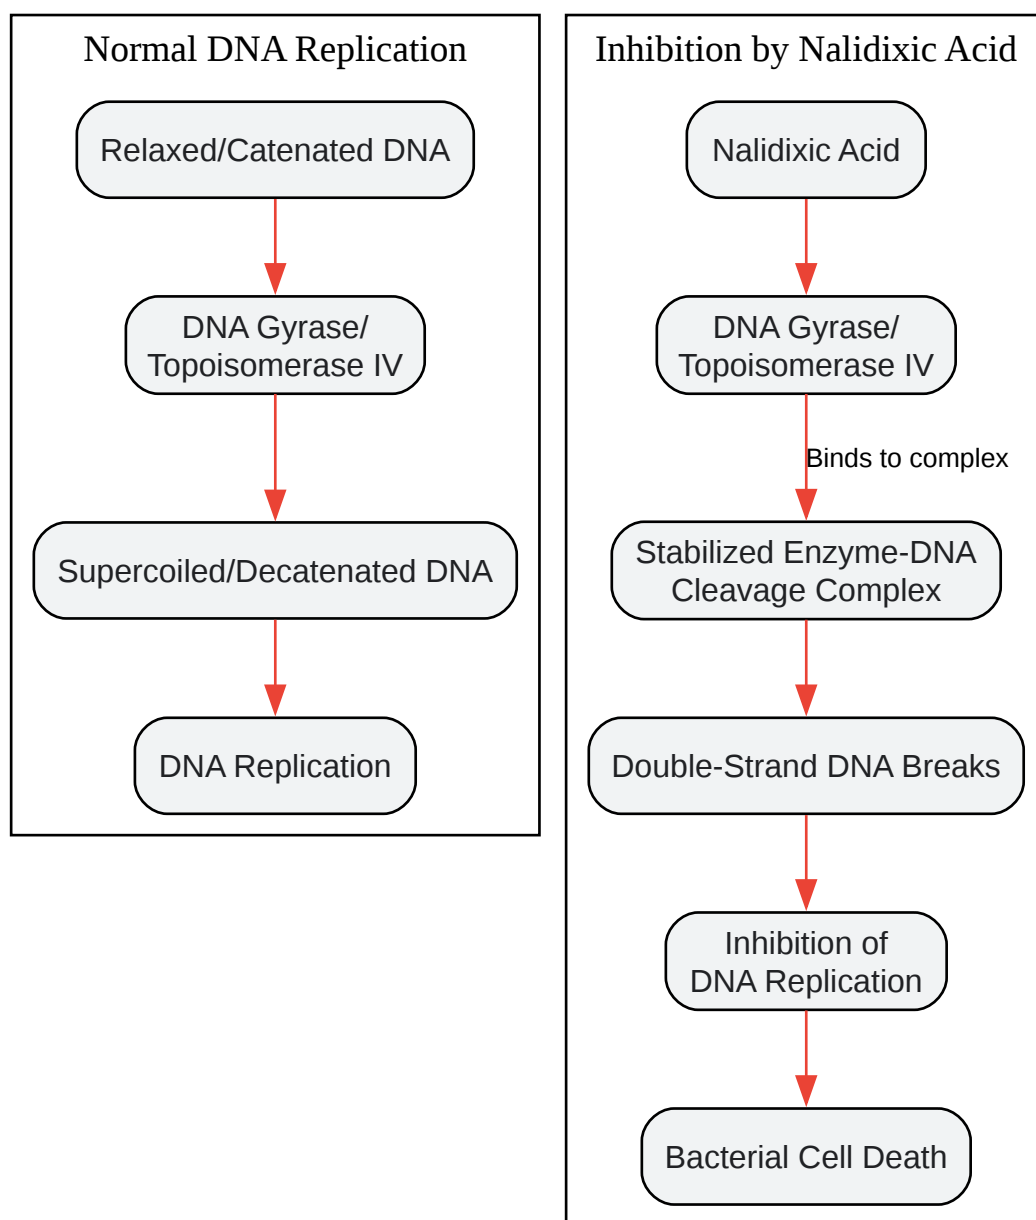 Normal DNA Replication
Relaxed/Catenated DNA
DNA Gyrase/
Topoisomerase IV
Supercoiled/Decatenated DNA
DNA Replication
Inhibition by Nalidixic Acid
Nalidixic Acid
DNA Gyrase/
Topoisomerase IV
Binds to complex
Stabilized Enzyme-DNA
Cleavage Complex
Double-Strand DNA Breaks
Inhibition of
DNA Replication
Bacterial Cell Death